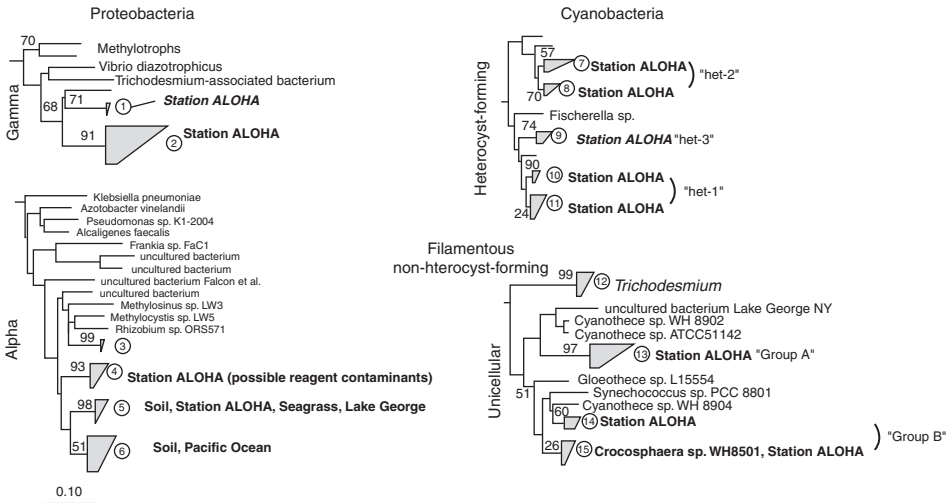 Proteobacteria
70
Methylotrophs
Vibrio diazotrophicus
Trichodesmium-associated bacterium
Gamma
68
71
1
Station ALOHA
91
2
Station ALOHA
Klebsiella pneumoniae
Azotobacter vinelandii
Pseudomonas sp. K1-2004
Alcaligenes faecalis
Frankia sp. FaC1
uncultured bacterium
uncultured bacterium
uncultured bacterium Falcon et al.
uncultured bacterium
Methylosinus sp. LW3
Methylocystis sp. LW5
Rhizobium sp. ORS571
Alpha
99
3
93
4
Station ALOHA (possible reagent contaminants)
98
5
Soil, Station ALOHA, Seagrass, Lake George
51
6
Soil, Pacific Ocean
0.10
Cyanobacteria
Heterocyst-forming
57
7
Station ALOHA
"het-2"
70
8
Station ALOHA
Fischerella sp.
74
9
Station ALOHA "het-3"
90
10
Station ALOHA
"het-1"
24
11
Station ALOHA
Filamentous
non-hterocyst-forming
99
12
Trichodesmium
Unicellular
uncultured bacterium Lake George NY
Cyanothece sp. WH 8902
Cyanothece sp. ATCC51142
97
13
Station ALOHA "Group A"
51
Gloeothece sp. L15554
Synechococcus sp. PCC 8801
Cyanothece sp. WH 8904
60
14
Station ALOHA
"Group B"
26
15
Crocosphaera sp. WH8501, Station ALOHA